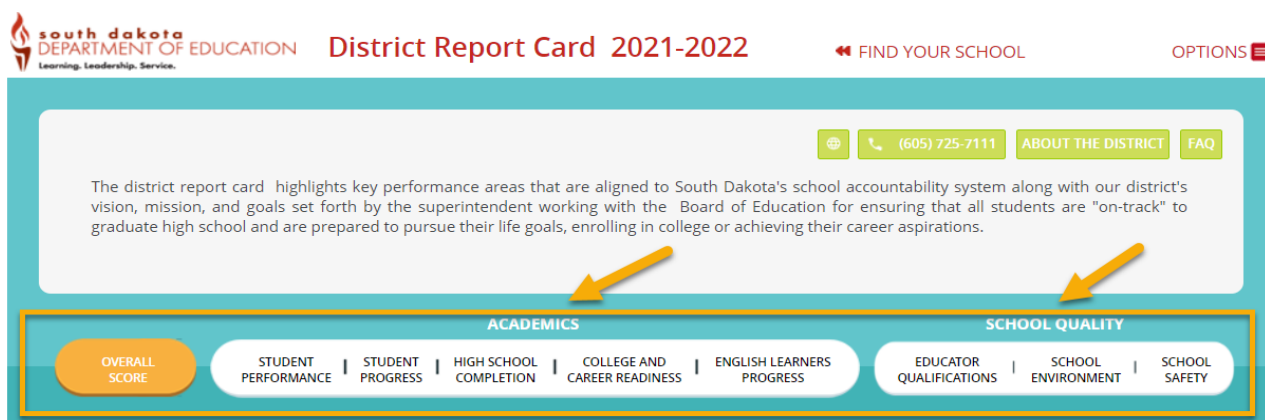 south dakota
DEPARTMENT OF EDUCATION
Learning. Leadership. Service.
District Report Card 2021-2022
FIND YOUR SCHOOL
OPTIONS
(605) 725-7111
ABOUT THE DISTRICT
FAQ
The district report card highlights key performance areas that are aligned to South Dakota's school accountability system along with our district's
vision, mission, and goals set forth by the superintendent working with the Board of Education for ensuring that all students are "on-track" to
graduate high school and are prepared to pursue their life goals, enrolling in college or achieving their career aspirations.
ACADEMICS
SCHOOL QUALITY
OVERALL
SCORE
STUDENT
PERFORMANCE
STUDENT
PROGRESS
HIGH SCHOOL
COMPLETION
COLLEGE AND
CAREER READINESS
ENGLISH LEARNERS
PROGRESS
EDUCATOR
QUALIFICATIONS
SCHOOL
ENVIRONMENT
SCHOOL
SAFETY